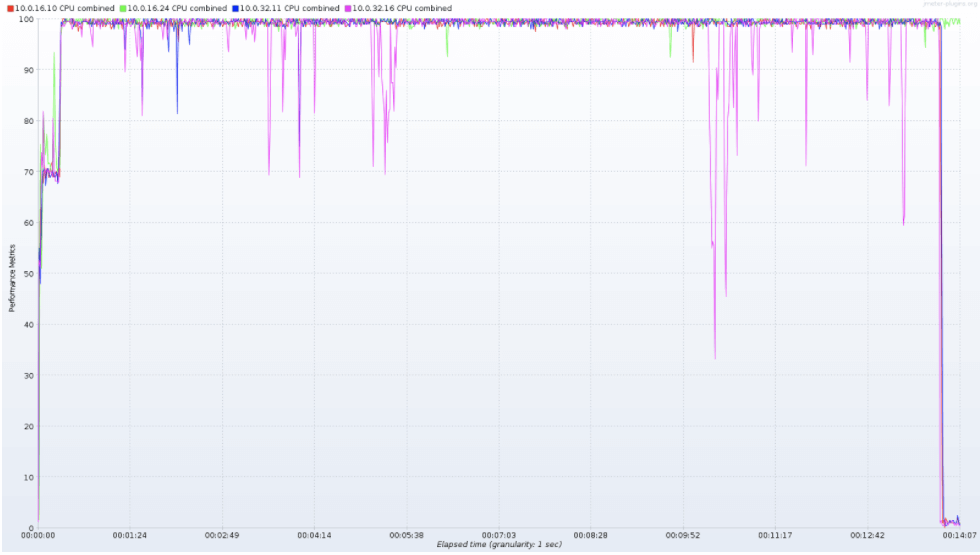 10.0.16.10 CPU combined 10.0.16.24 CPU combined 10.0.32.11 CPU combined 10.0.32.16 CPU combined
jmeter-plugins.org
100
90
80
70
60
50
40
30
20
10
0
Performance Metrics
00:00:00 00:01:24 00:02:49 00:04:14 00:05:38 00:07:03 00:08:28 00:09:52 00:11:17 00:12:42 00:14:07
Elapsed time (granularity: 1 sec)